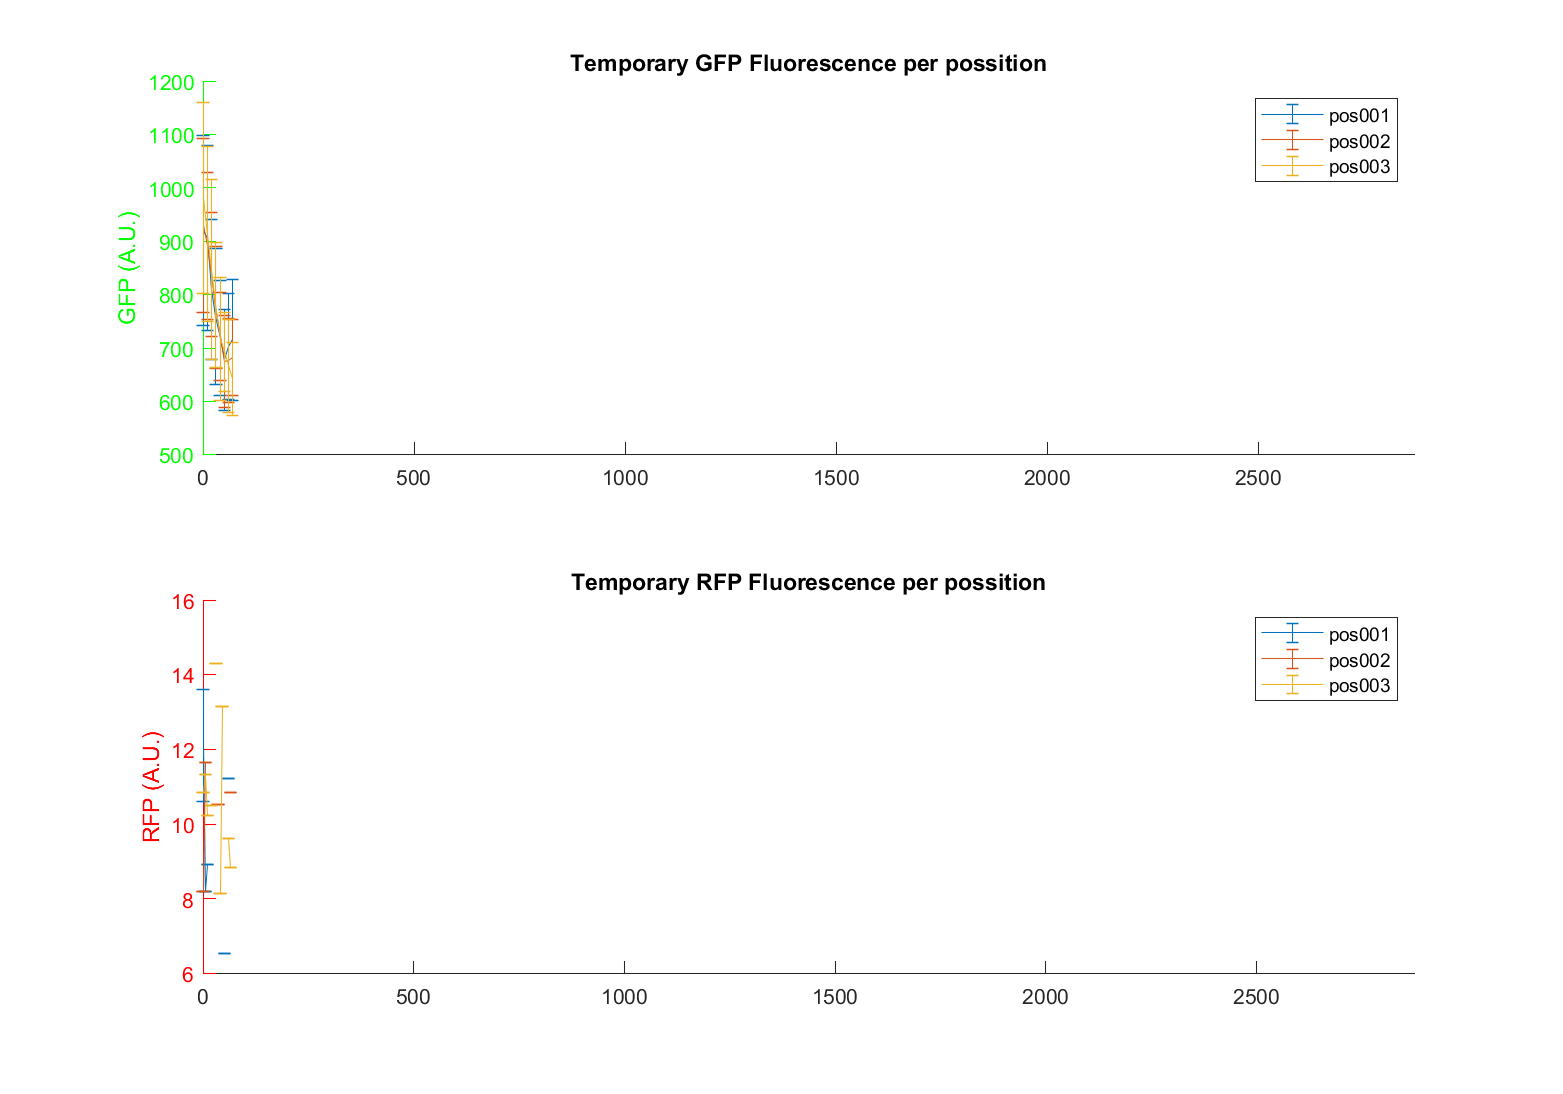 Temporary GFP Fluorescence per possition
1200
1100
1000
900
800
700
600
500
GFP (A.U.)
pos001
pos002
pos003
0 500 1000 1500 2000 2500
Temporary RFP Fluorescence per possition
16
14
12
10
8
6
RFP (A.U.)
pos001
pos002
pos003
0 500 1000 1500 2000 2500